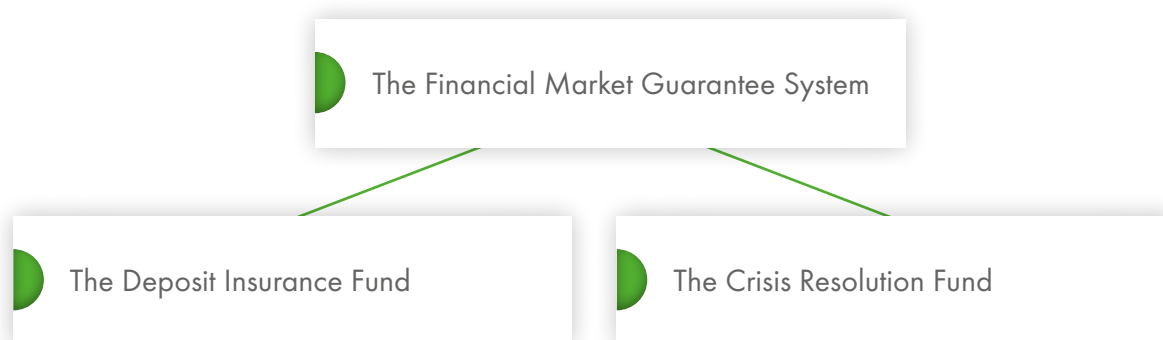 The Financial Market Guarantee System
The Deposit Insurance Fund
The Crisis Resolution Fund